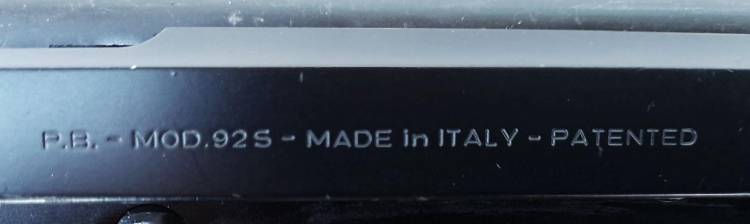 P.B. - MOD.92S - MADE in ITALY - PATENTED